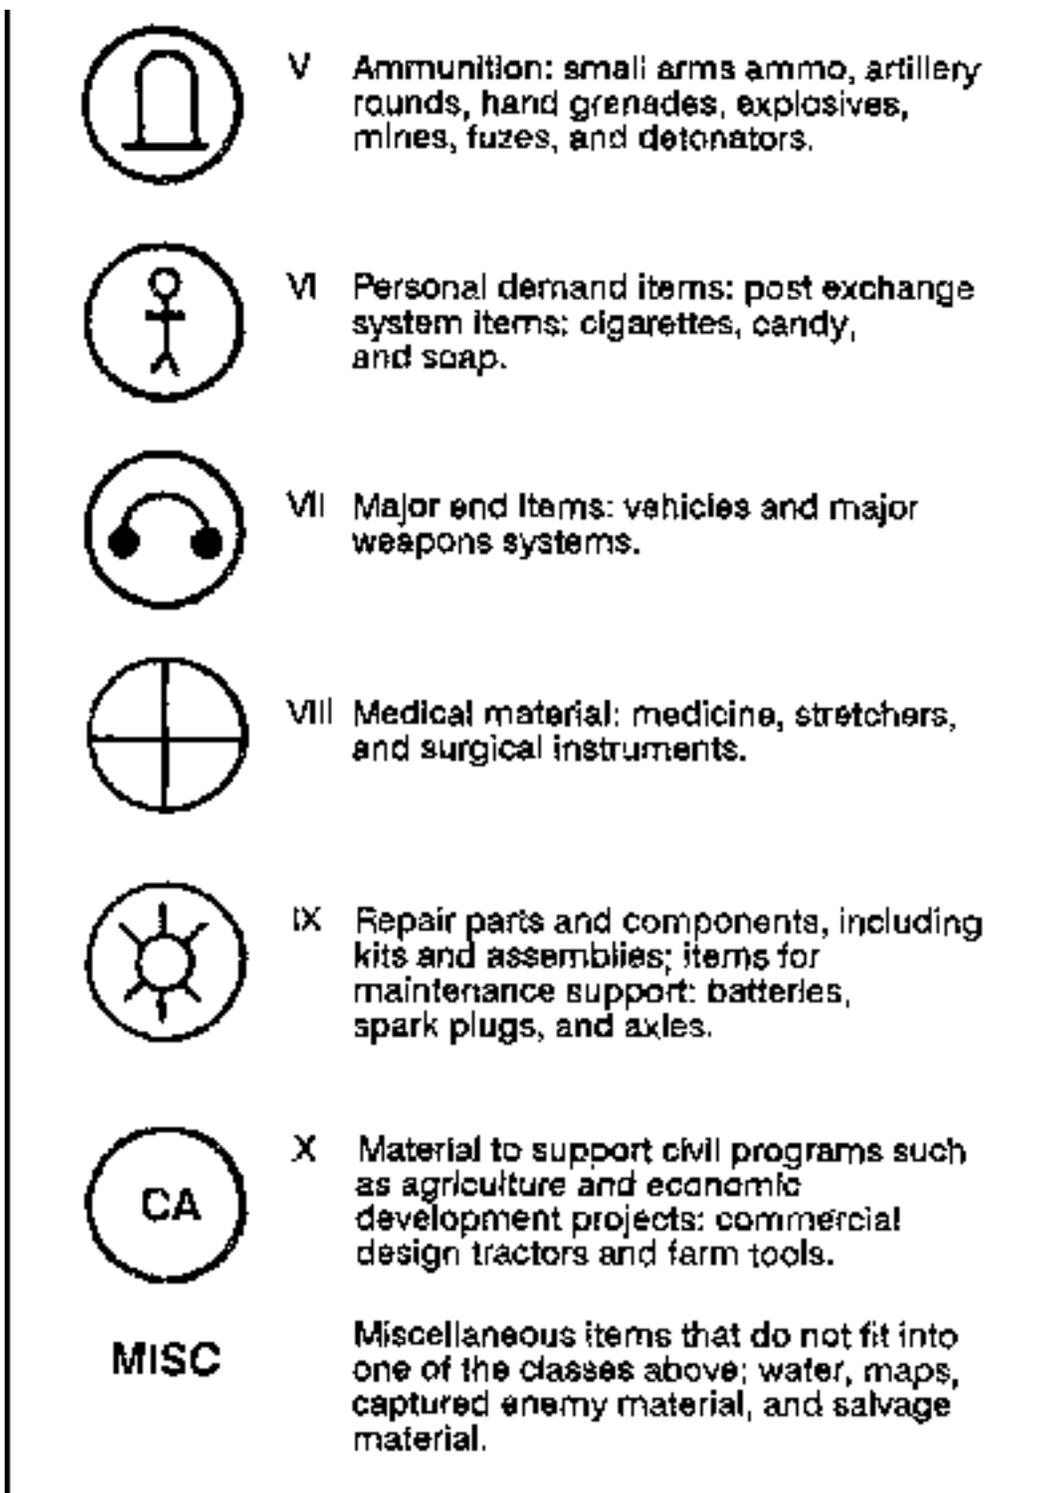 V Ammunition: small arms ammo, artillery
rounds, hand grenades, explosives,
mines, fuzes, and detonators.
VI Personal demand items: post exchange
system items; cigarettes, candy,
and soap.
VII Major end items: vehicles and major
weapons systems.
VIII Medical material: medicine, stretchers,
and surgical instruments.
IX Repair parts and components, including
kits and assemblies; items for
maintenance support: batteries,
spark plugs, and axles.
CA
X Material to support civil programs such
as agriculture and economic
development projects: commercial
design tractors and farm tools.
MISC Miscellaneous items that do not fit into
one of the classes above; water, maps,
captured enemy material, and salvage
material.